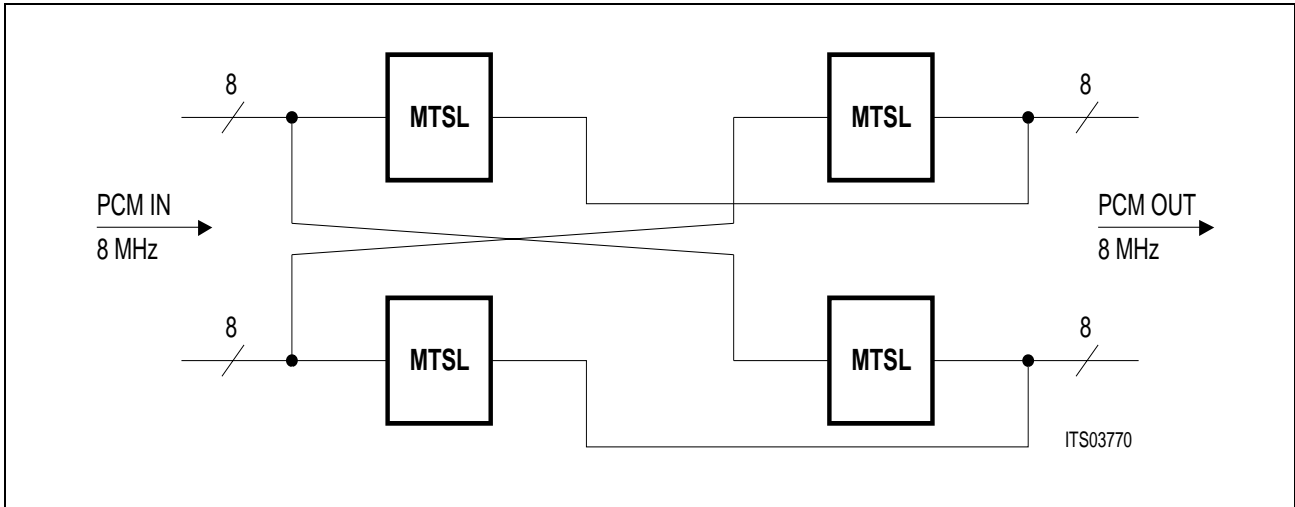 8
8
MTSL
MTSL
PCM IN
8 MHz
PCM OUT
8 MHz
8
8
MTSL
MTSL
ITS03770